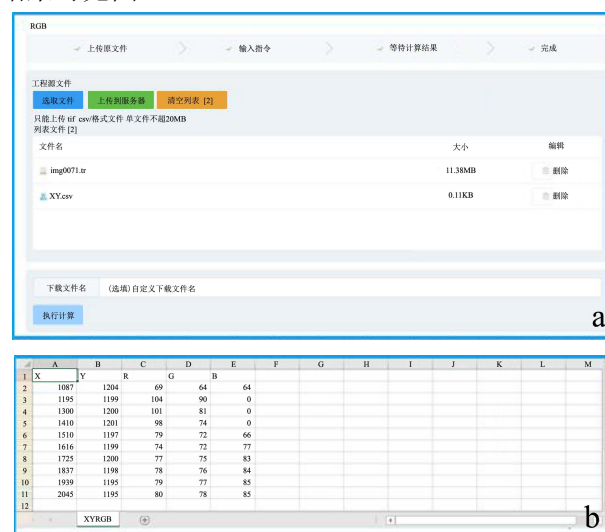 RGB
上传原文件 输入指令 等待计算结果 完成
工程源文件
选取文件 上传到服务器 清空列表 [2]
只能上传 tif csv/格式文件 单文件不超20MB
列表文件 [2]
文件名 大小 编辑
img0071.tr 11.38MB 删除
XY.csv 0.11KB 删除
下载文件名 (选填)自定义下载文件名
执行计算
a
A B C D E F G H I J K L M
1 X Y R G B
2 1087 1204 69 64 64
3 1195 1199 104 90 0
4 1300 1200 101 81 0
5 1410 1201 98 74 0
6 1510 1197 79 72 66
7 1616 1199 74 72 77
8 1725 1200 77 75 83
9 1837 1198 78 76 84
10 1939 1195 79 77 85
11 2045 1195 80 78 85
12
XYRGB
b